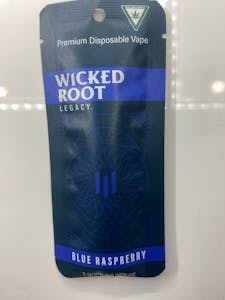 Premium Disposable Vape
WICKED
ROOT
LEGACY.
BLUE RASPBERRY